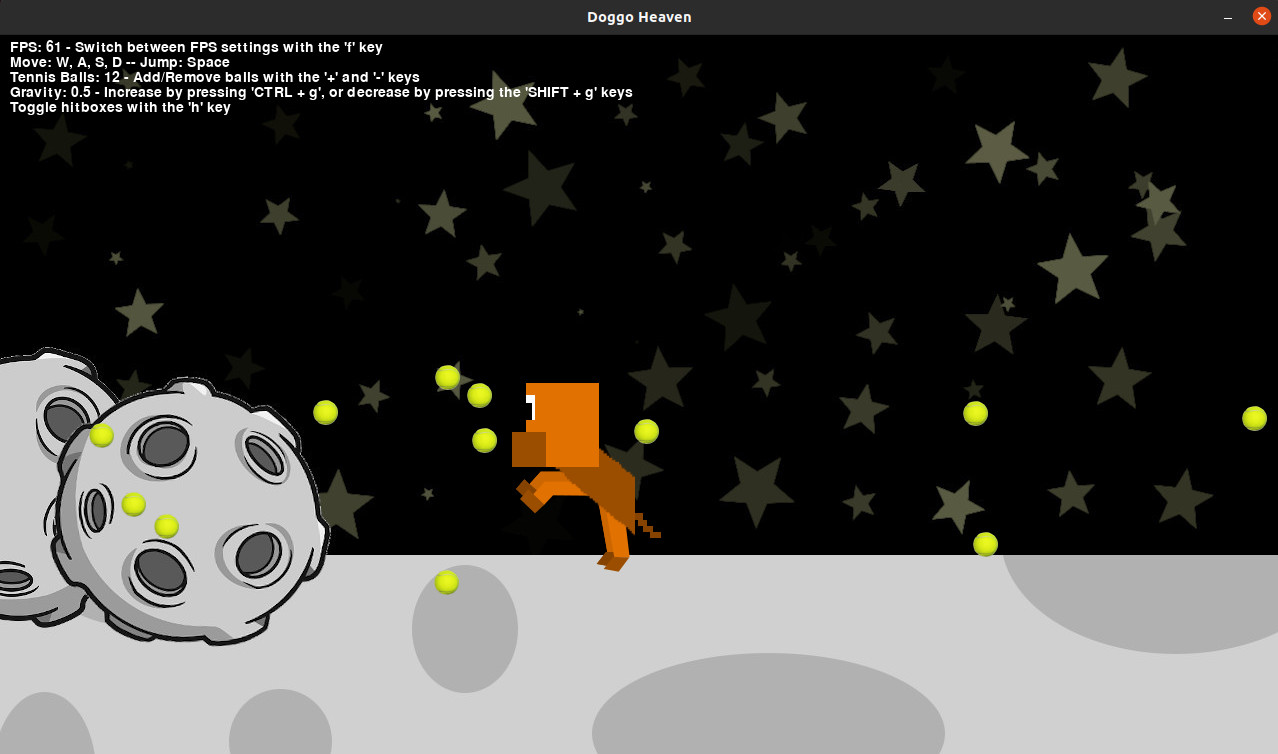 Doggo Heaven
FPS: 61 - Switch between FPS settings with the 'f' key
Move: W, A, S, D -- Jump: Space
Tennis Balls: 12 - Add/Remove balls with the '+' and '-' keys
Gravity: 0.5 - Increase by pressing 'CTRL + g', or decrease by pressing the 'SHIFT + g' keys
Toggle hitboxes with the 'h' key